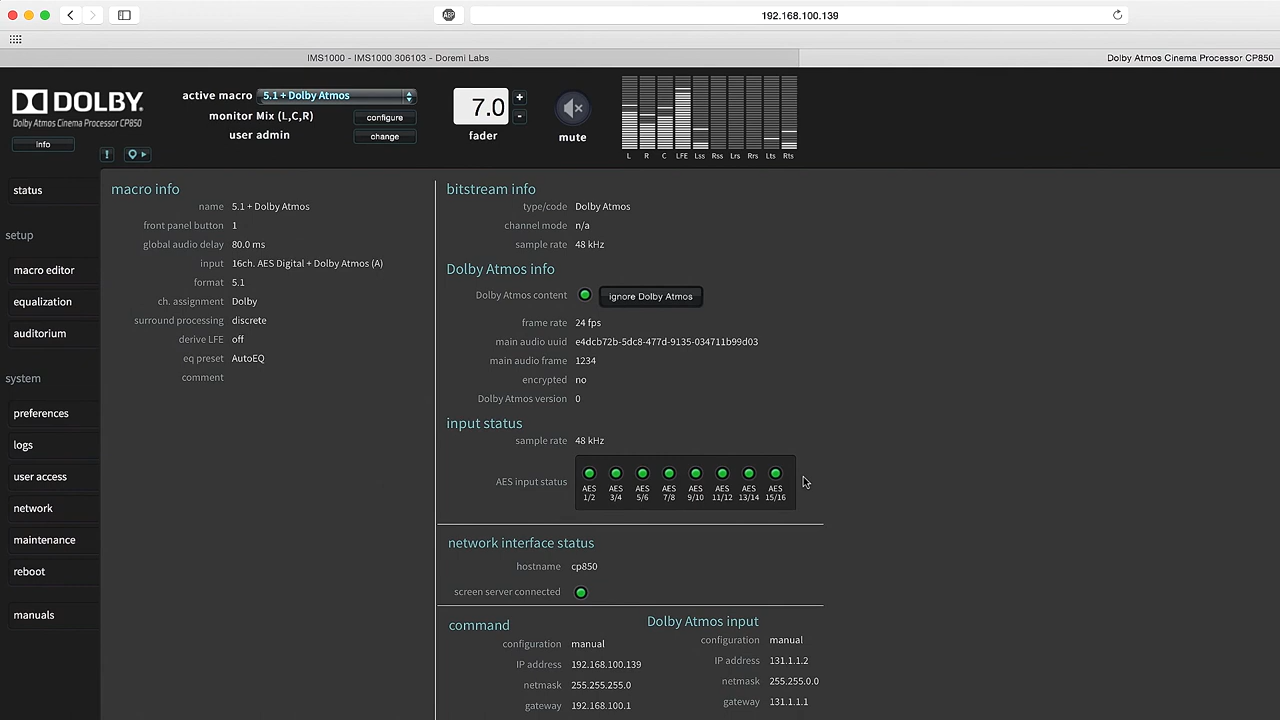 ABP
192.168.100.139
IMS1000 - IMS1000 306103 - Doremi Labs
Dolby Atmos Cinema Processor CP850
DOLBY
Dolby Atmos Cinema Processor CP850
info
active macro 5.1 + Dolby Atmos
monitor Mix (L,C,R) configure
user admin change
7.0 + -
fader
mute
L R C LFE Lss Rss Lrs Rrs Lts Rts
!
status
setup
macro editor
equalization
auditorium
system
preferences
logs
user access
network
maintenance
reboot
manuals
macro info
name 5.1 + Dolby Atmos
front panel button 1
global audio delay 80.0 ms
input 16ch. AES Digital + Dolby Atmos (A)
format 5.1
ch. assignment Dolby
surround processing discrete
derive LFE off
eq preset AutoEQ
comment
bitstream info
type/code Dolby Atmos
channel mode n/a
sample rate 48 kHz
Dolby Atmos info
Dolby Atmos content ignore Dolby Atmos
frame rate 24 fps
main audio uuid e4dcb72b-5dc8-477d-9135-034711b99d03
main audio frame 1234
encrypted no
Dolby Atmos version 0
input status
sample rate 48 kHz
AES input status
AES AES AES AES AES AES AES AES
1/2 3/4 5/6 7/8 9/10 11/12 13/14 15/16
network interface status
hostname cp850
screen server connected
command
configuration manual
IP address 192.168.100.139
netmask 255.255.255.0
gateway 192.168.100.1
Dolby Atmos input
configuration manual
IP address 131.1.1.2
netmask 255.255.0.0
gateway 131.1.1.1